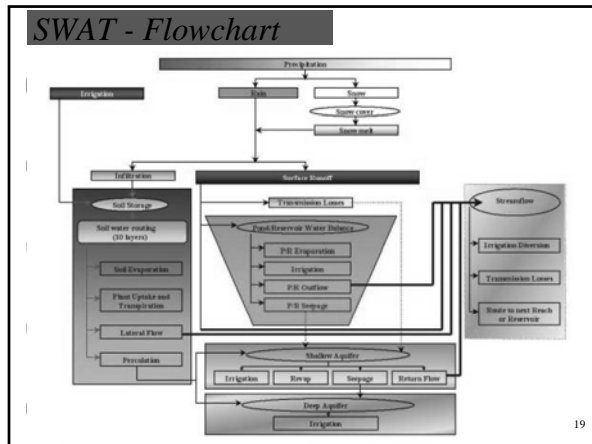 SWAT - Flowchart
Precipitation
Irrigation
Rain
Snow
Snow cover
Snow melt
Infiltration
Surface Runoff
Soil Storage
Transmission Losses
Streamflow
Soil water routing
(10 layers)
Pond/Reservoir Water Balance
P/R Evaporation
Irrigation Diversion
Soil Evaporation
Irrigation
Transmission Losses
Plant Uptake and
Transpiration
P/R Outflow
P/R Seepage
Route to next Reach
or Reservoir
Lateral Flow
Percolation
Shallow Aquifer
Irrigation
Revap
Seepage
Return Flow
Deep Aquifer
Irrigation
19